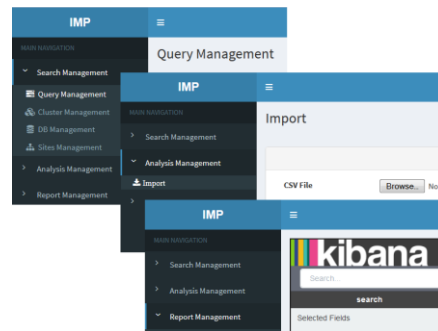 IMP
MAIN NAVIGATION
Search Management
Query Management
Cluster Management
DB Management
Sites Management
Analysis Management
Report Management
Query Management
IMP
MAIN NAVIGATION
Search Management
Analysis Management
Import
Import
CSV File
Browse..
No
IMP
MAIN NAVIGATION
Search Management
Analysis Management
Report Management
kibana
Search...
search
Selected Fields